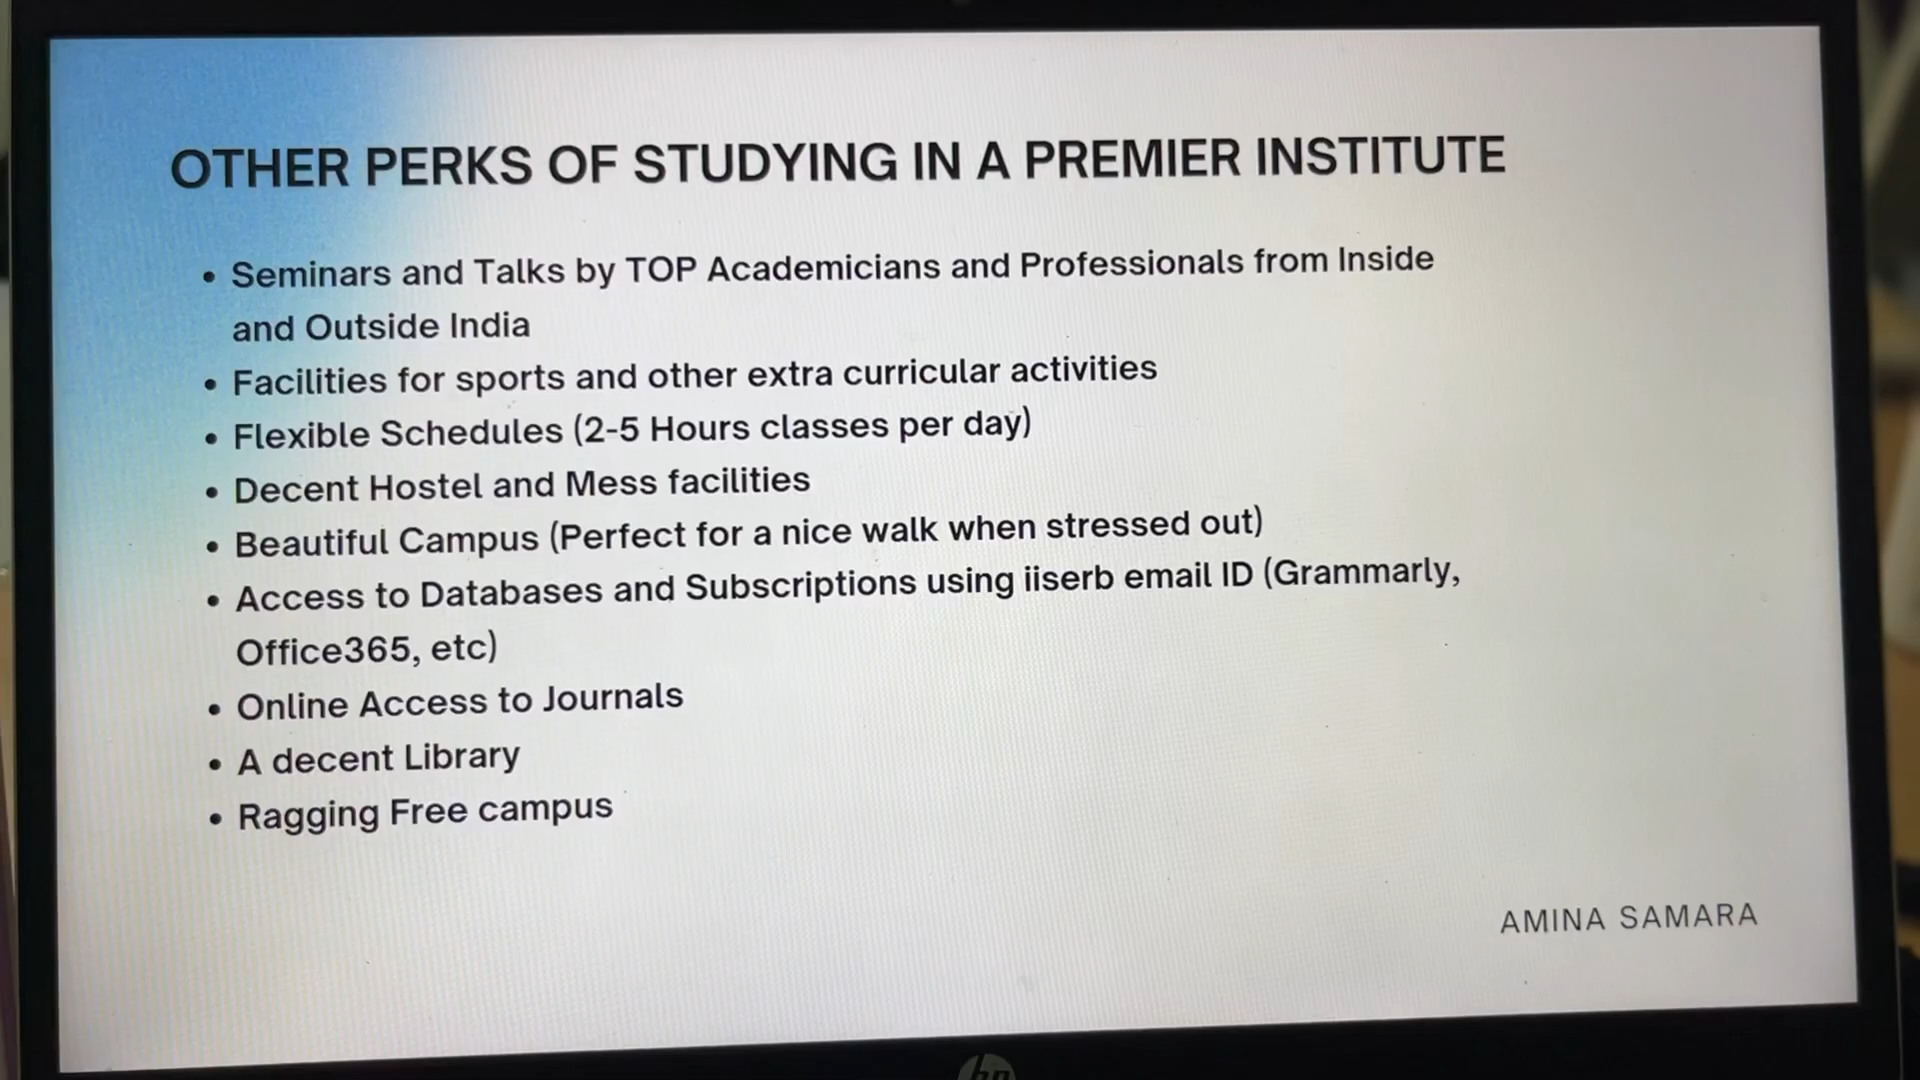 OTHER PERKS OF STUDYING IN A PREMIER INSTITUTE
• Seminars and Talks by TOP Academicians and Professionals from Inside
and Outside India
• Facilities for sports and other extra curricular activities
• Flexible Schedules (2-5 Hours classes per day)
• Decent Hostel and Mess facilities
• Beautiful Campus (Perfect for a nice walk when stressed out)
• Access to Databases and Subscriptions using iiserb email ID (Grammarly,
Office365, etc)
• Online Access to Journals
• A decent Library
• Ragging Free campus
AMINA SAMARA
hp